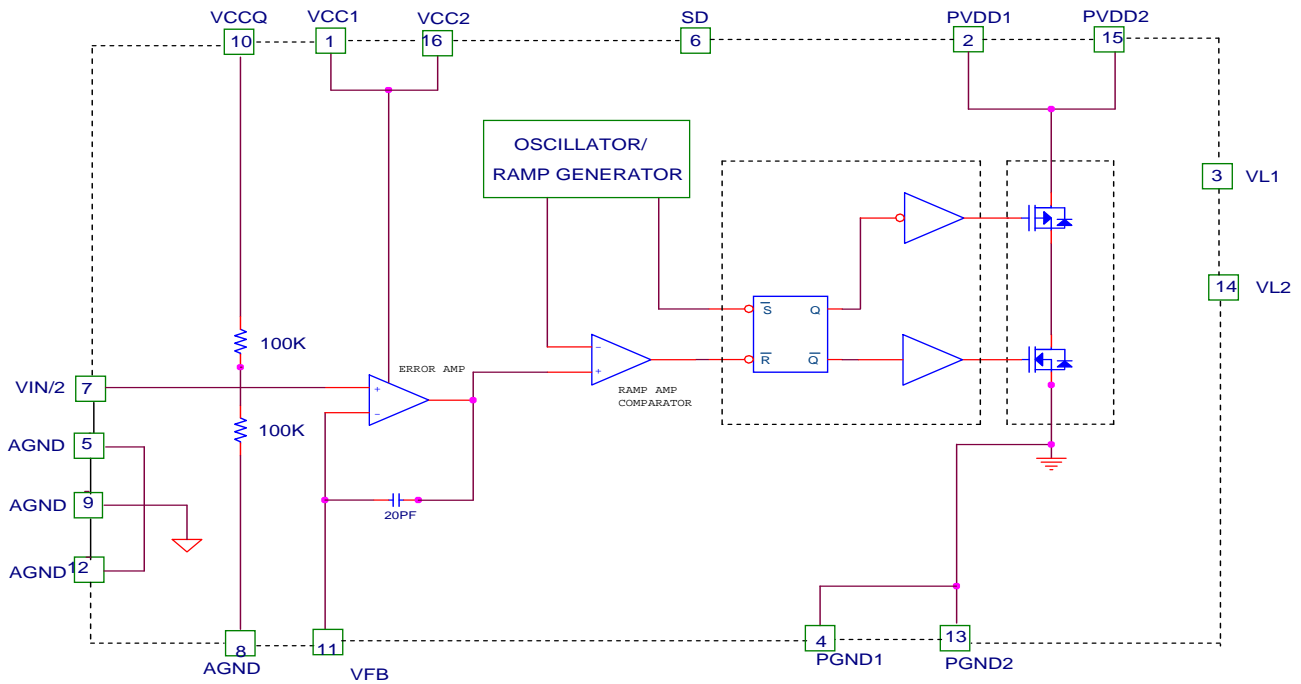 VCCQ
VCC1
VCC2
SD
PVDD1
PVDD2
10
1
16
6
2
15
OSCILLATOR/
RAMP GENERATOR
3
VL1
14
VL2
S
Q
R
Q
100K
ERROR AMP
VIN/2
7
+
−
−
+
RAMP AMP
COMPARATOR
100K
AGND
5
AGND
9
20PF
AGND
12
8
11
4
13
AGND
VFB
PGND1
PGND2